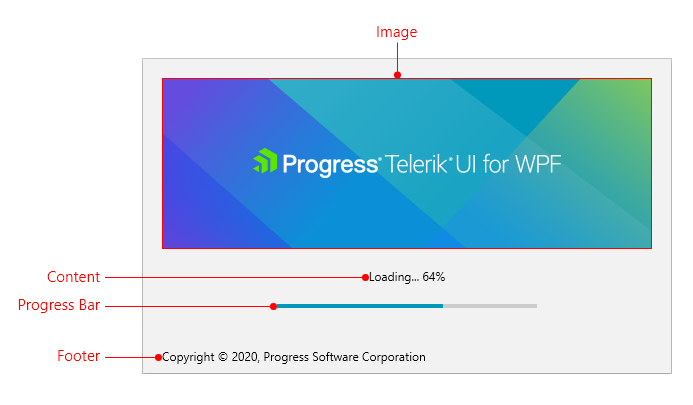 Image
Progress® Telerik® UI for WPF
Content
Loading... 64%
Progress Bar
Footer
Copyright © 2020, Progress Software Corporation